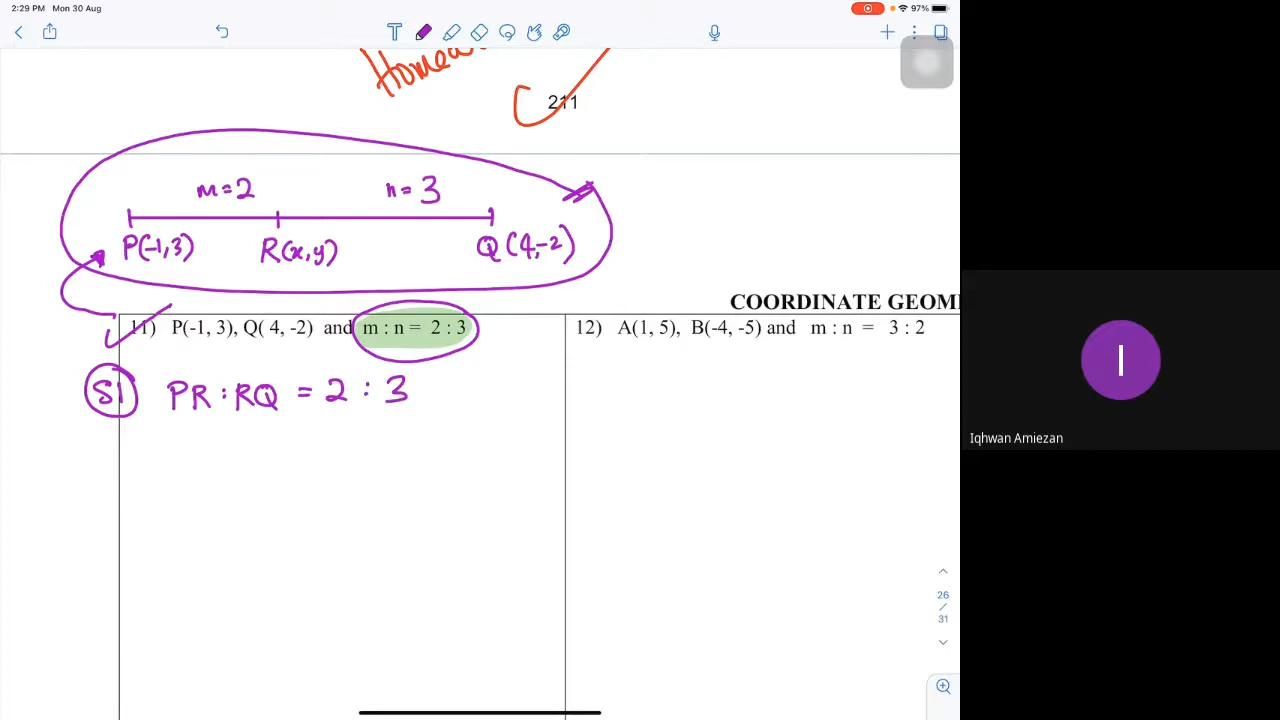 2:29 PM Mon 30 Aug
97%
211
m = 2 n = 3
P(-1,3) R(x,y) Q(4,-2)
COORDINATE GEOM
11) P(-1, 3), Q( 4, -2) and m : n = 2 : 3
12) A(1, 5), B(-4, -5) and m : n = 3 : 2
S1 PR : RQ = 2 : 3
I
Iqhwan Amiezan
26
/
31